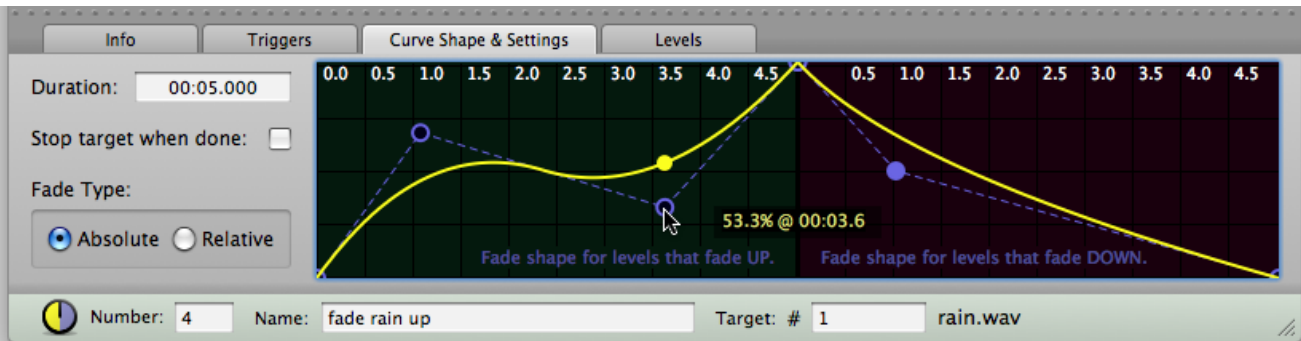 Info Triggers Curve Shape & Settings Levels
Duration: 00:05.000
Stop target when done:
Fade Type:
Absolute Relative
0.0 0.5 1.0 1.5 2.0 2.5 3.0 3.5 4.0 4.5 0.5 1.0 1.5 2.0 2.5 3.0 3.5 4.0 4.5
53.3% @ 00:03.6
Fade shape for levels that fade UP. Fade shape for levels that fade DOWN.
Number: 4 Name: fade rain up Target: # 1 rain.wav